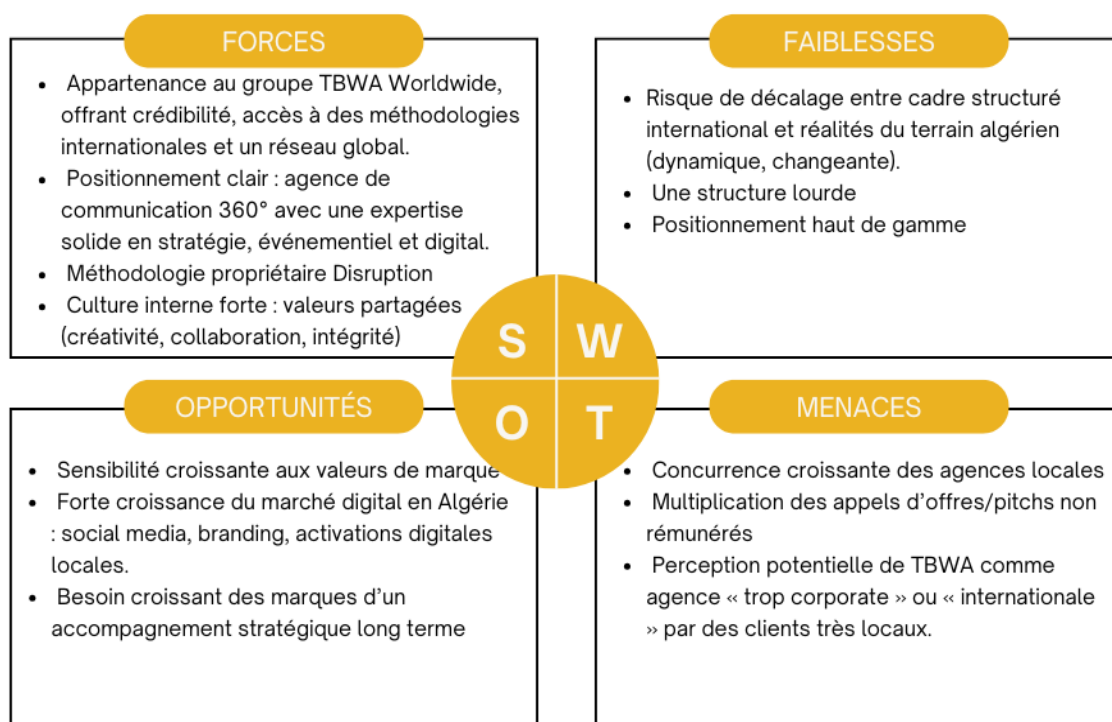 FORCES
• Appartenance au groupe TBWA Worldwide,
offrant crédibilité, accès à des méthodologies
internationales et un réseau global.
• Positionnement clair : agence de
communication 360° avec une expertise
solide en stratégie, événementiel et digital.
• Méthodologie propriétaire Disruption
• Culture interne forte : valeurs partagées
(créativité, collaboration, intégrité)
FAIBLESSES
• Risque de décalage entre cadre structuré
international et réalités du terrain algérien
(dynamique, changeante).
• Une structure lourde
• Positionnement haut de gamme
S W
O T
OPPORTUNITÉS
• Sensibilité croissante aux valeurs de marque
• Forte croissance du marché digital en Algérie
: social media, branding, activations digitales
locales.
• Besoin croissant des marques d’un
accompagnement stratégique long terme
MENACES
• Concurrence croissante des agences locales
• Multiplication des appels d’offres/pitchs non
rémunérés
• Perception potentielle de TBWA comme
agence « trop corporate » ou « internationale
» par des clients très locaux.